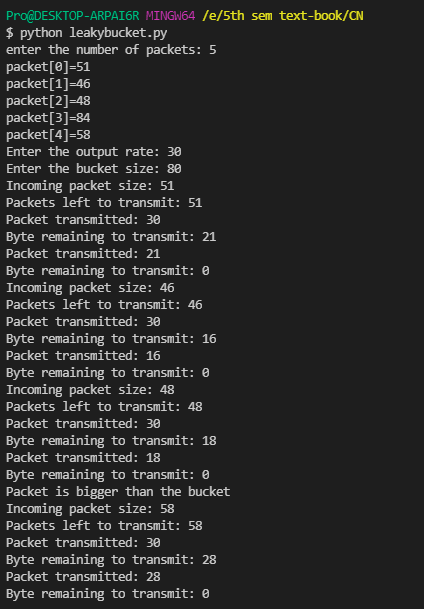 Pro@DESKTOP-ARPAI6R MINGW64 /e/5th sem text-book/CN
$ python leakybucket.py
enter the number of packets: 5
packet[0]=51
packet[1]=46
packet[2]=48
packet[3]=84
packet[4]=58
Enter the output rate: 30
Enter the bucket size: 80
Incoming packet size: 51
Packets left to transmit: 51
Packet transmitted: 30
Byte remaining to transmit: 21
Packet transmitted: 21
Byte remaining to transmit: 0
Incoming packet size: 46
Packets left to transmit: 46
Packet transmitted: 30
Byte remaining to transmit: 16
Packet transmitted: 16
Byte remaining to transmit: 0
Incoming packet size: 48
Packets left to transmit: 48
Packet transmitted: 30
Byte remaining to transmit: 18
Packet transmitted: 18
Byte remaining to transmit: 0
Packet is bigger than the bucket
Incoming packet size: 58
Packets left to transmit: 58
Packet transmitted: 30
Byte remaining to transmit: 28
Packet transmitted: 28
Byte remaining to transmit: 0